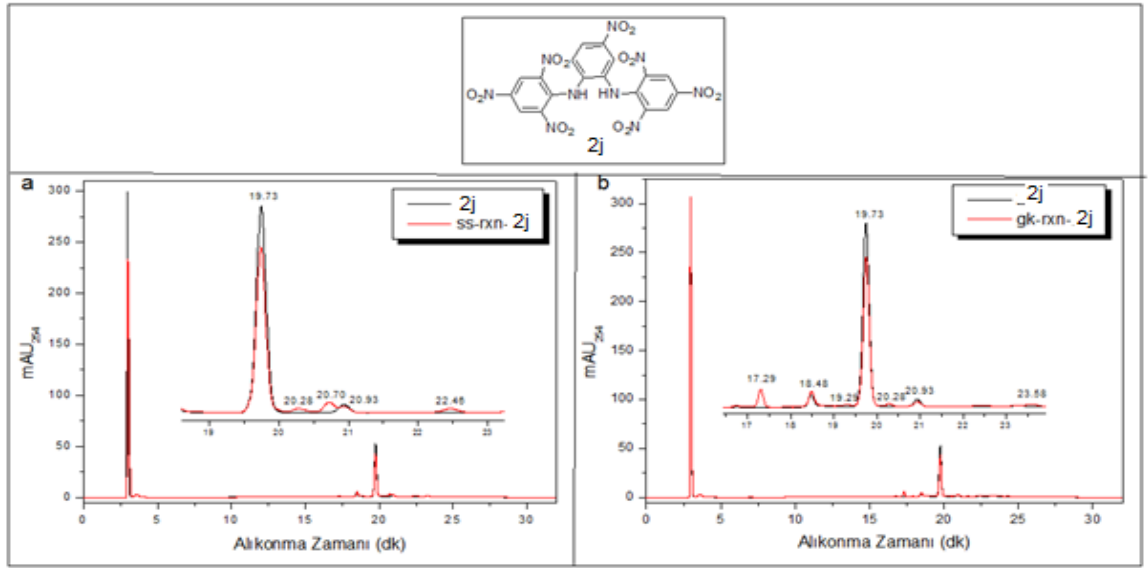 NO₂
NO₂
O₂N
NO₂
O₂N
NH
HN
NO₂
NO₂
O₂N
NO₂
2j
a
300
250
200
150
100
50
0
mAU₂₅₄
19.73
20.28
20.70
20.93
22.45
19
20
21
22
23
2j
ss-rxn- 2j
0
5
10
15
20
25
30
Alıkonma Zamanı (dk)
b
300
250
200
150
100
50
0
mAU₂₅₄
17.29
18.48
19.29
19.73
20.28
20.93
23.58
17
18
19
20
21
22
23
_2j
gk-rxn-_2j
0
5
10
15
20
25
30
Alıkonma Zamanı (dk)